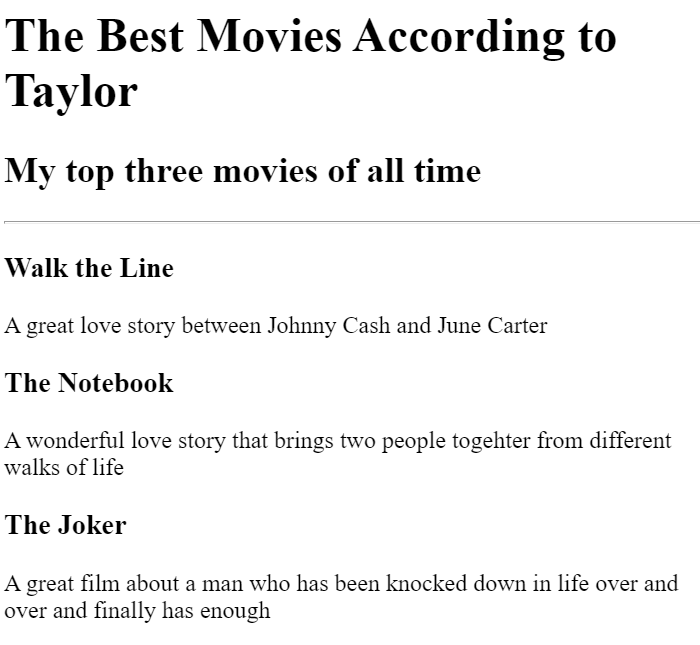 The Best Movies According to
Taylor
My top three movies of all time
Walk the Line
A great love story between Johnny Cash and June Carter
The Notebook
A wonderful love story that brings two people togehter from different
walks of life
The Joker
A great film about a man who has been knocked down in life over and
over and finally has enough